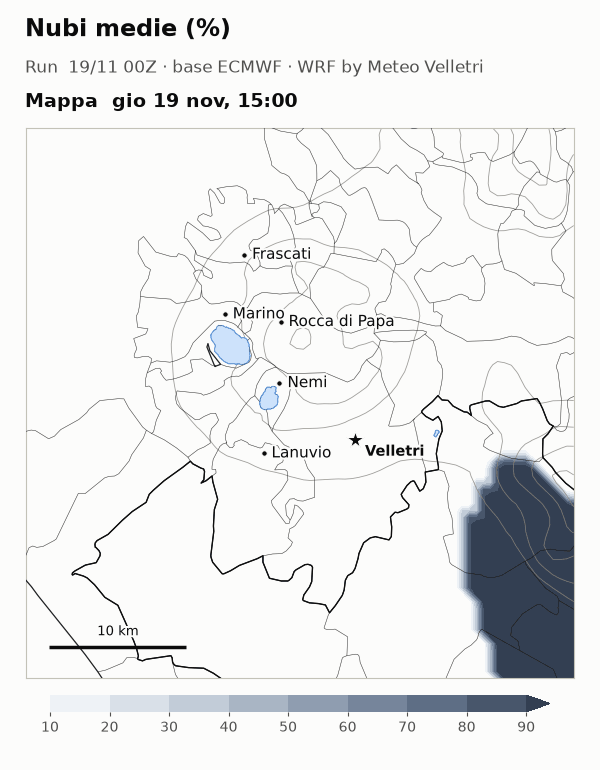 Nubi medie (%)
Run  19/11 00Z · base ECMWF · WRF by Meteo Velletri
Mappa  gio 19 nov, 15:00
Frascati
Marino
Rocca di Papa
Nemi
Velletri
Lanuvio
10 km
10 20 30 40 50 60 70 80 90